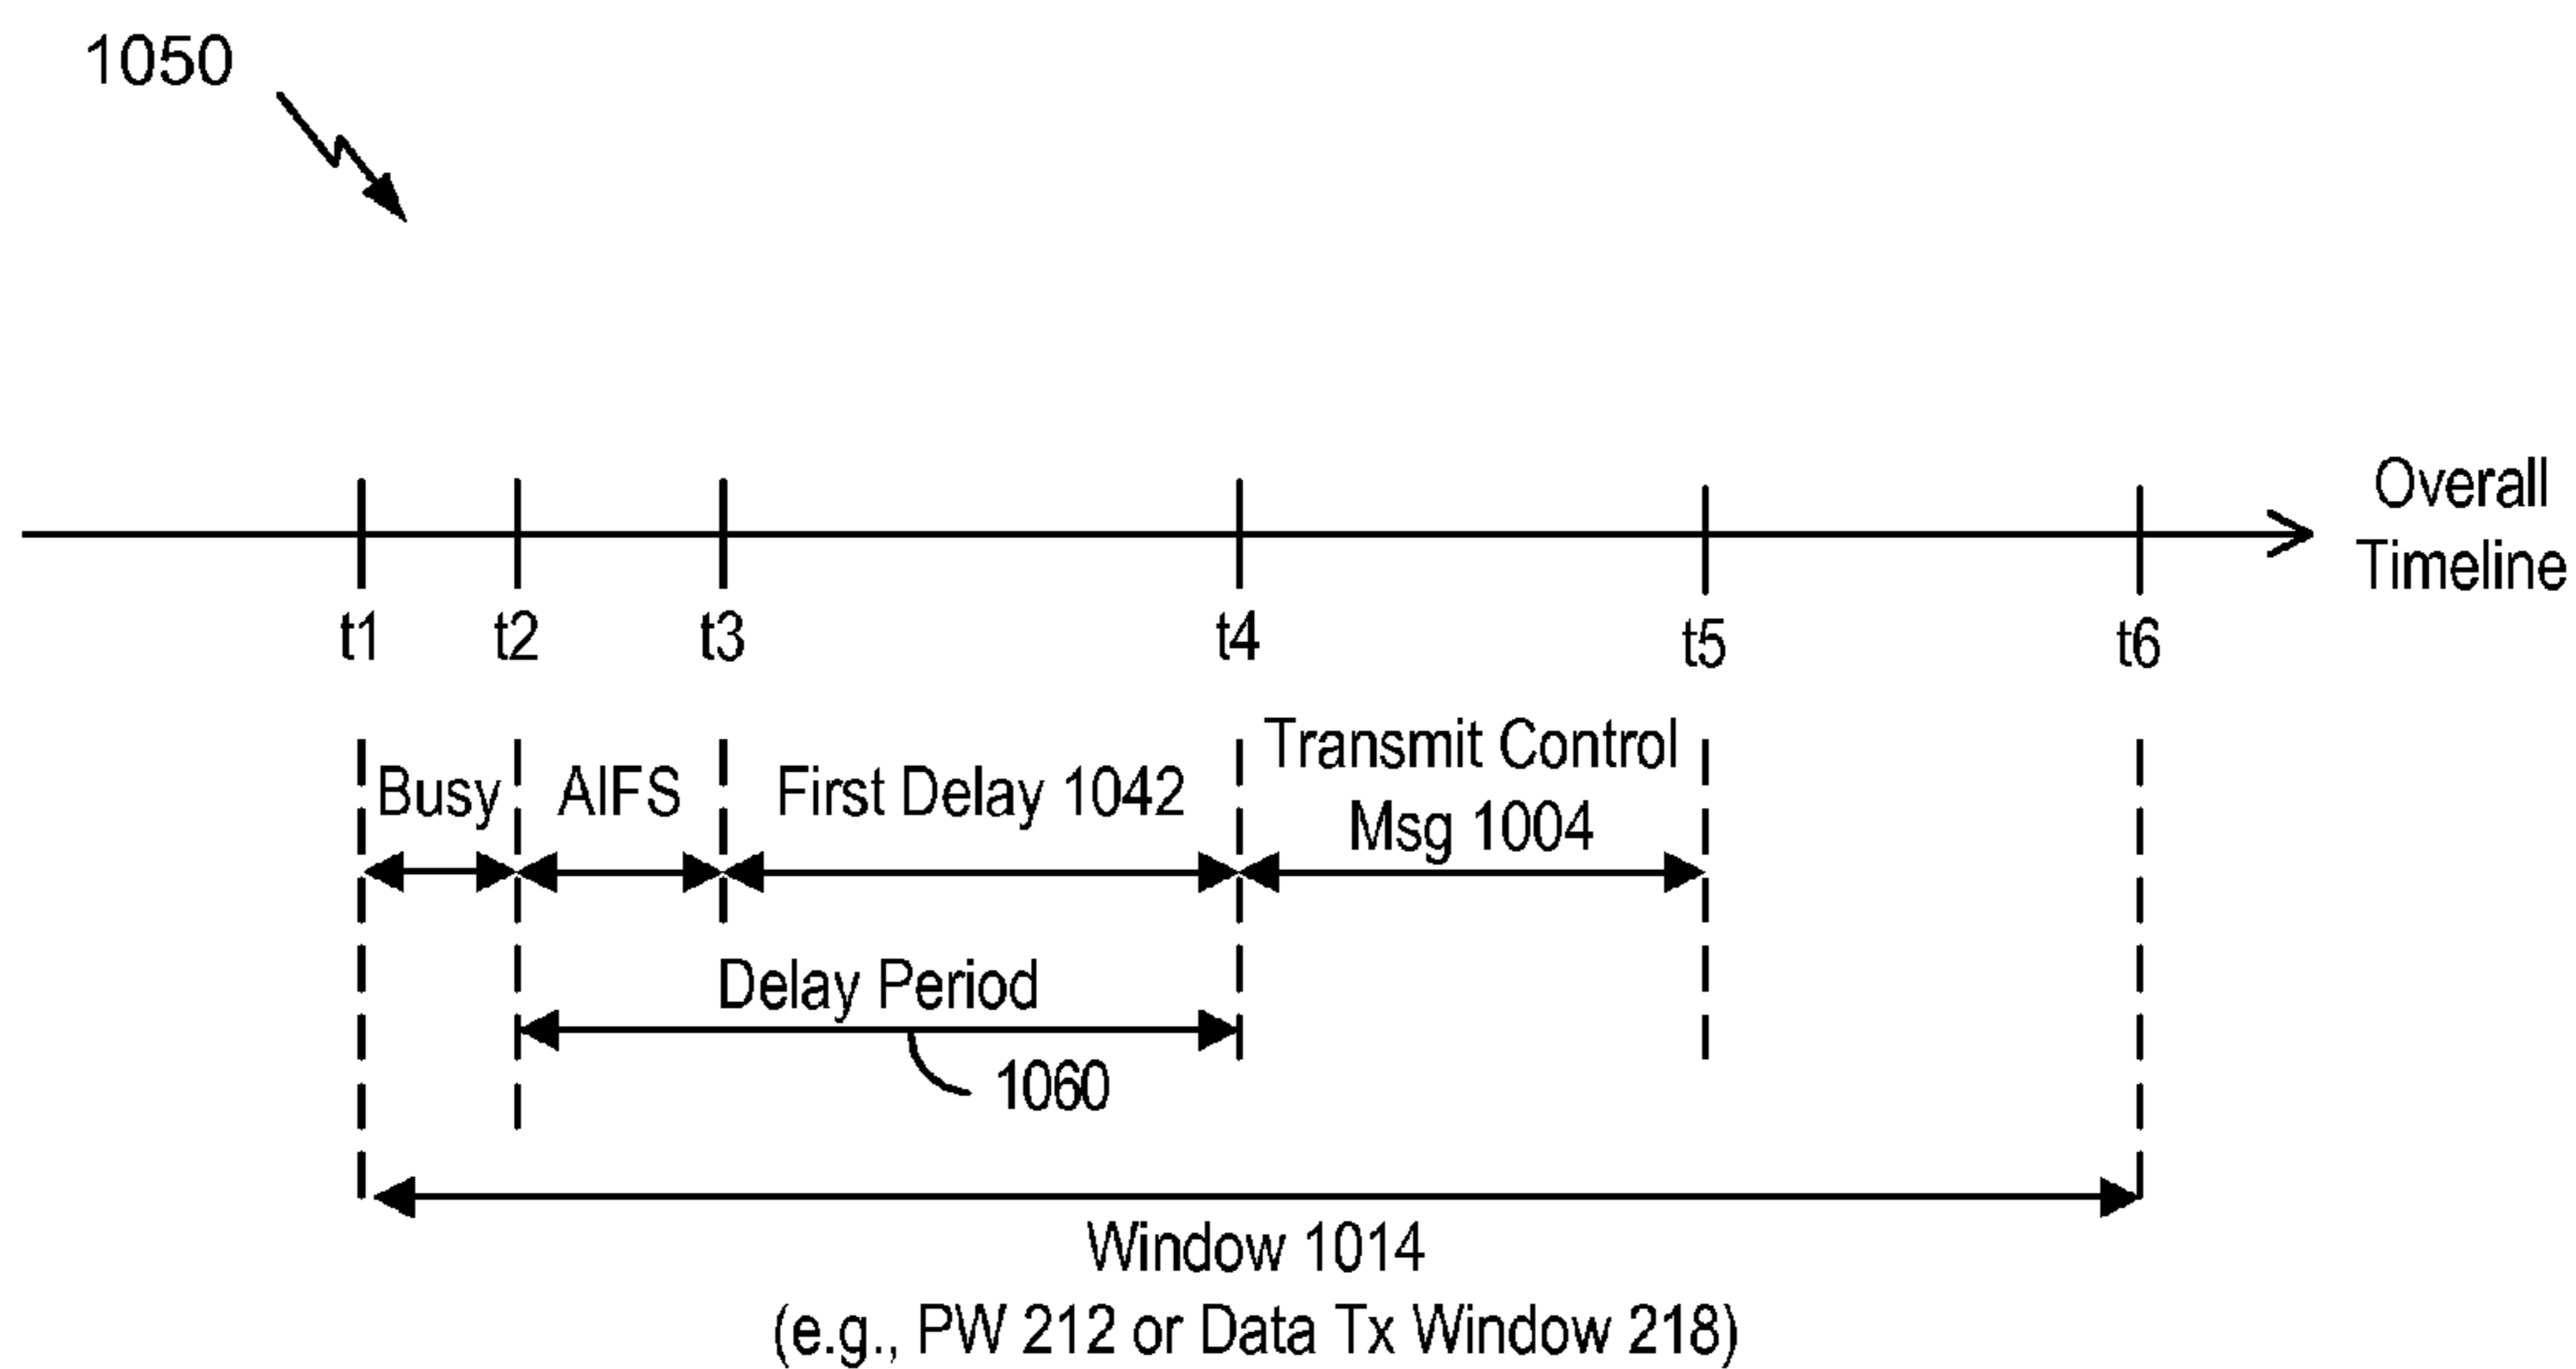 1050
Overall
Timeline
t1
t2
t3
t4
t5
t6
Busy
AIFS
First Delay 1042
Transmit Control
Msg 1004
Delay Period
1060
Window 1014
(e.g., PW 212 or Data Tx Window 218)